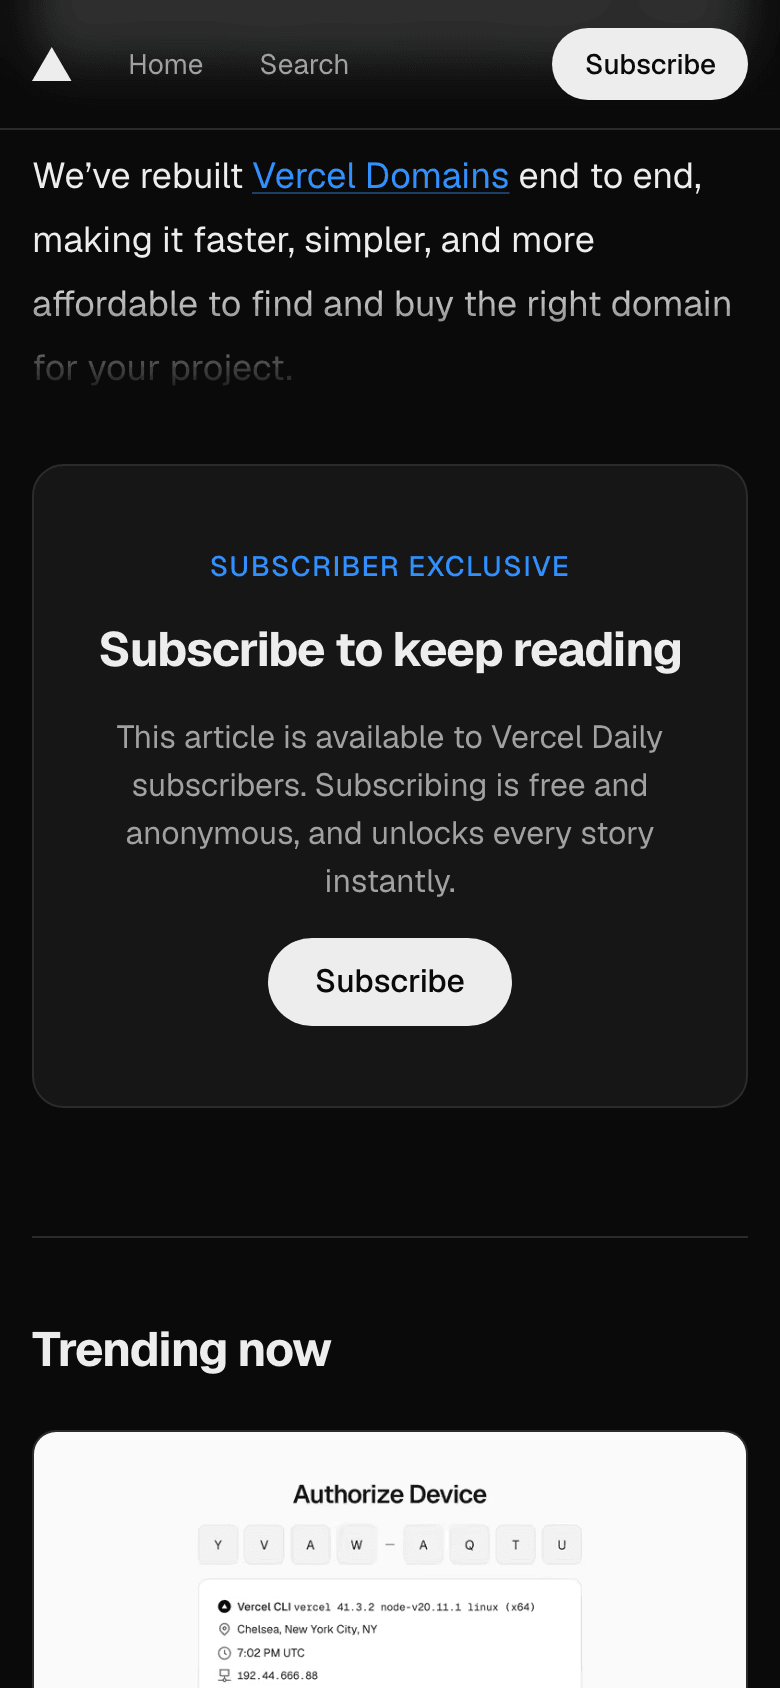 Home Search Subscribe
We’ve rebuilt Vercel Domains end to end,
making it faster, simpler, and more
affordable to find and buy the right domain
for your project.
SUBSCRIBER EXCLUSIVE
Subscribe to keep reading
This article is available to Vercel Daily
subscribers. Subscribing is free and
anonymous, and unlocks every story
instantly.
Subscribe
Trending now
Authorize Device
Y V A W – A Q T U
Vercel CLI vercel 41.3.2 node-v20.11.1 linux (x64)
Chelsea, New York City, NY
7:02 PM UTC
192.44.666.88